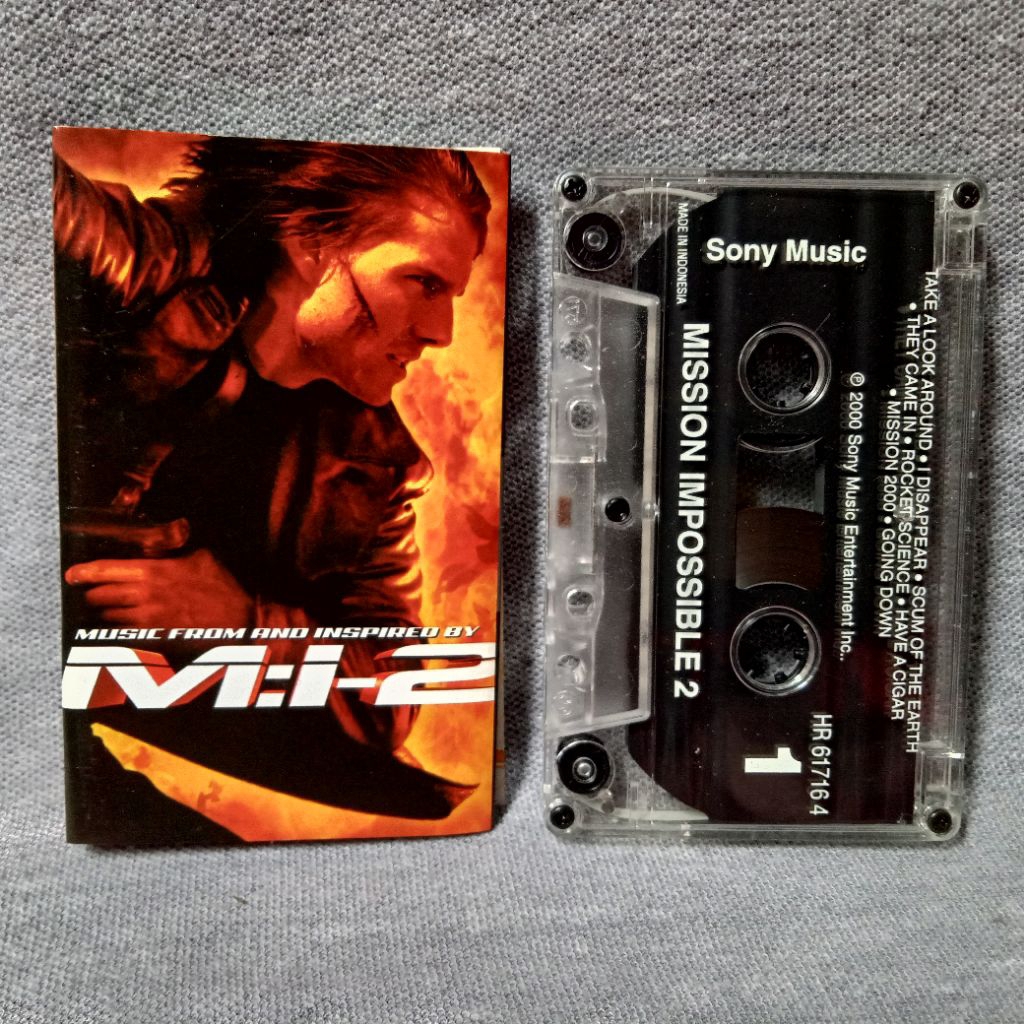 MUSIC FROM AND INSPIRED BY
M:I-2
Sony Music
MADE IN INDONESIA
MISSION IMPOSSIBLE 2
℗ 2000 Sony Music Entertainment Inc..
TAKE A LOOK AROUND • I DISAPPEAR • SCUM OF THE EARTH
• THEY CAME IN • ROCKET SCIENCE • HAVE A CIGAR
• MISSION 2000 • GOING DOWN
HR 61716 4
1